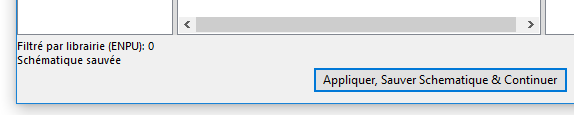 Filtré par librairie (ENPU): 0
Schématique sauvée
Appliquer, Sauver Schematique & Continuer